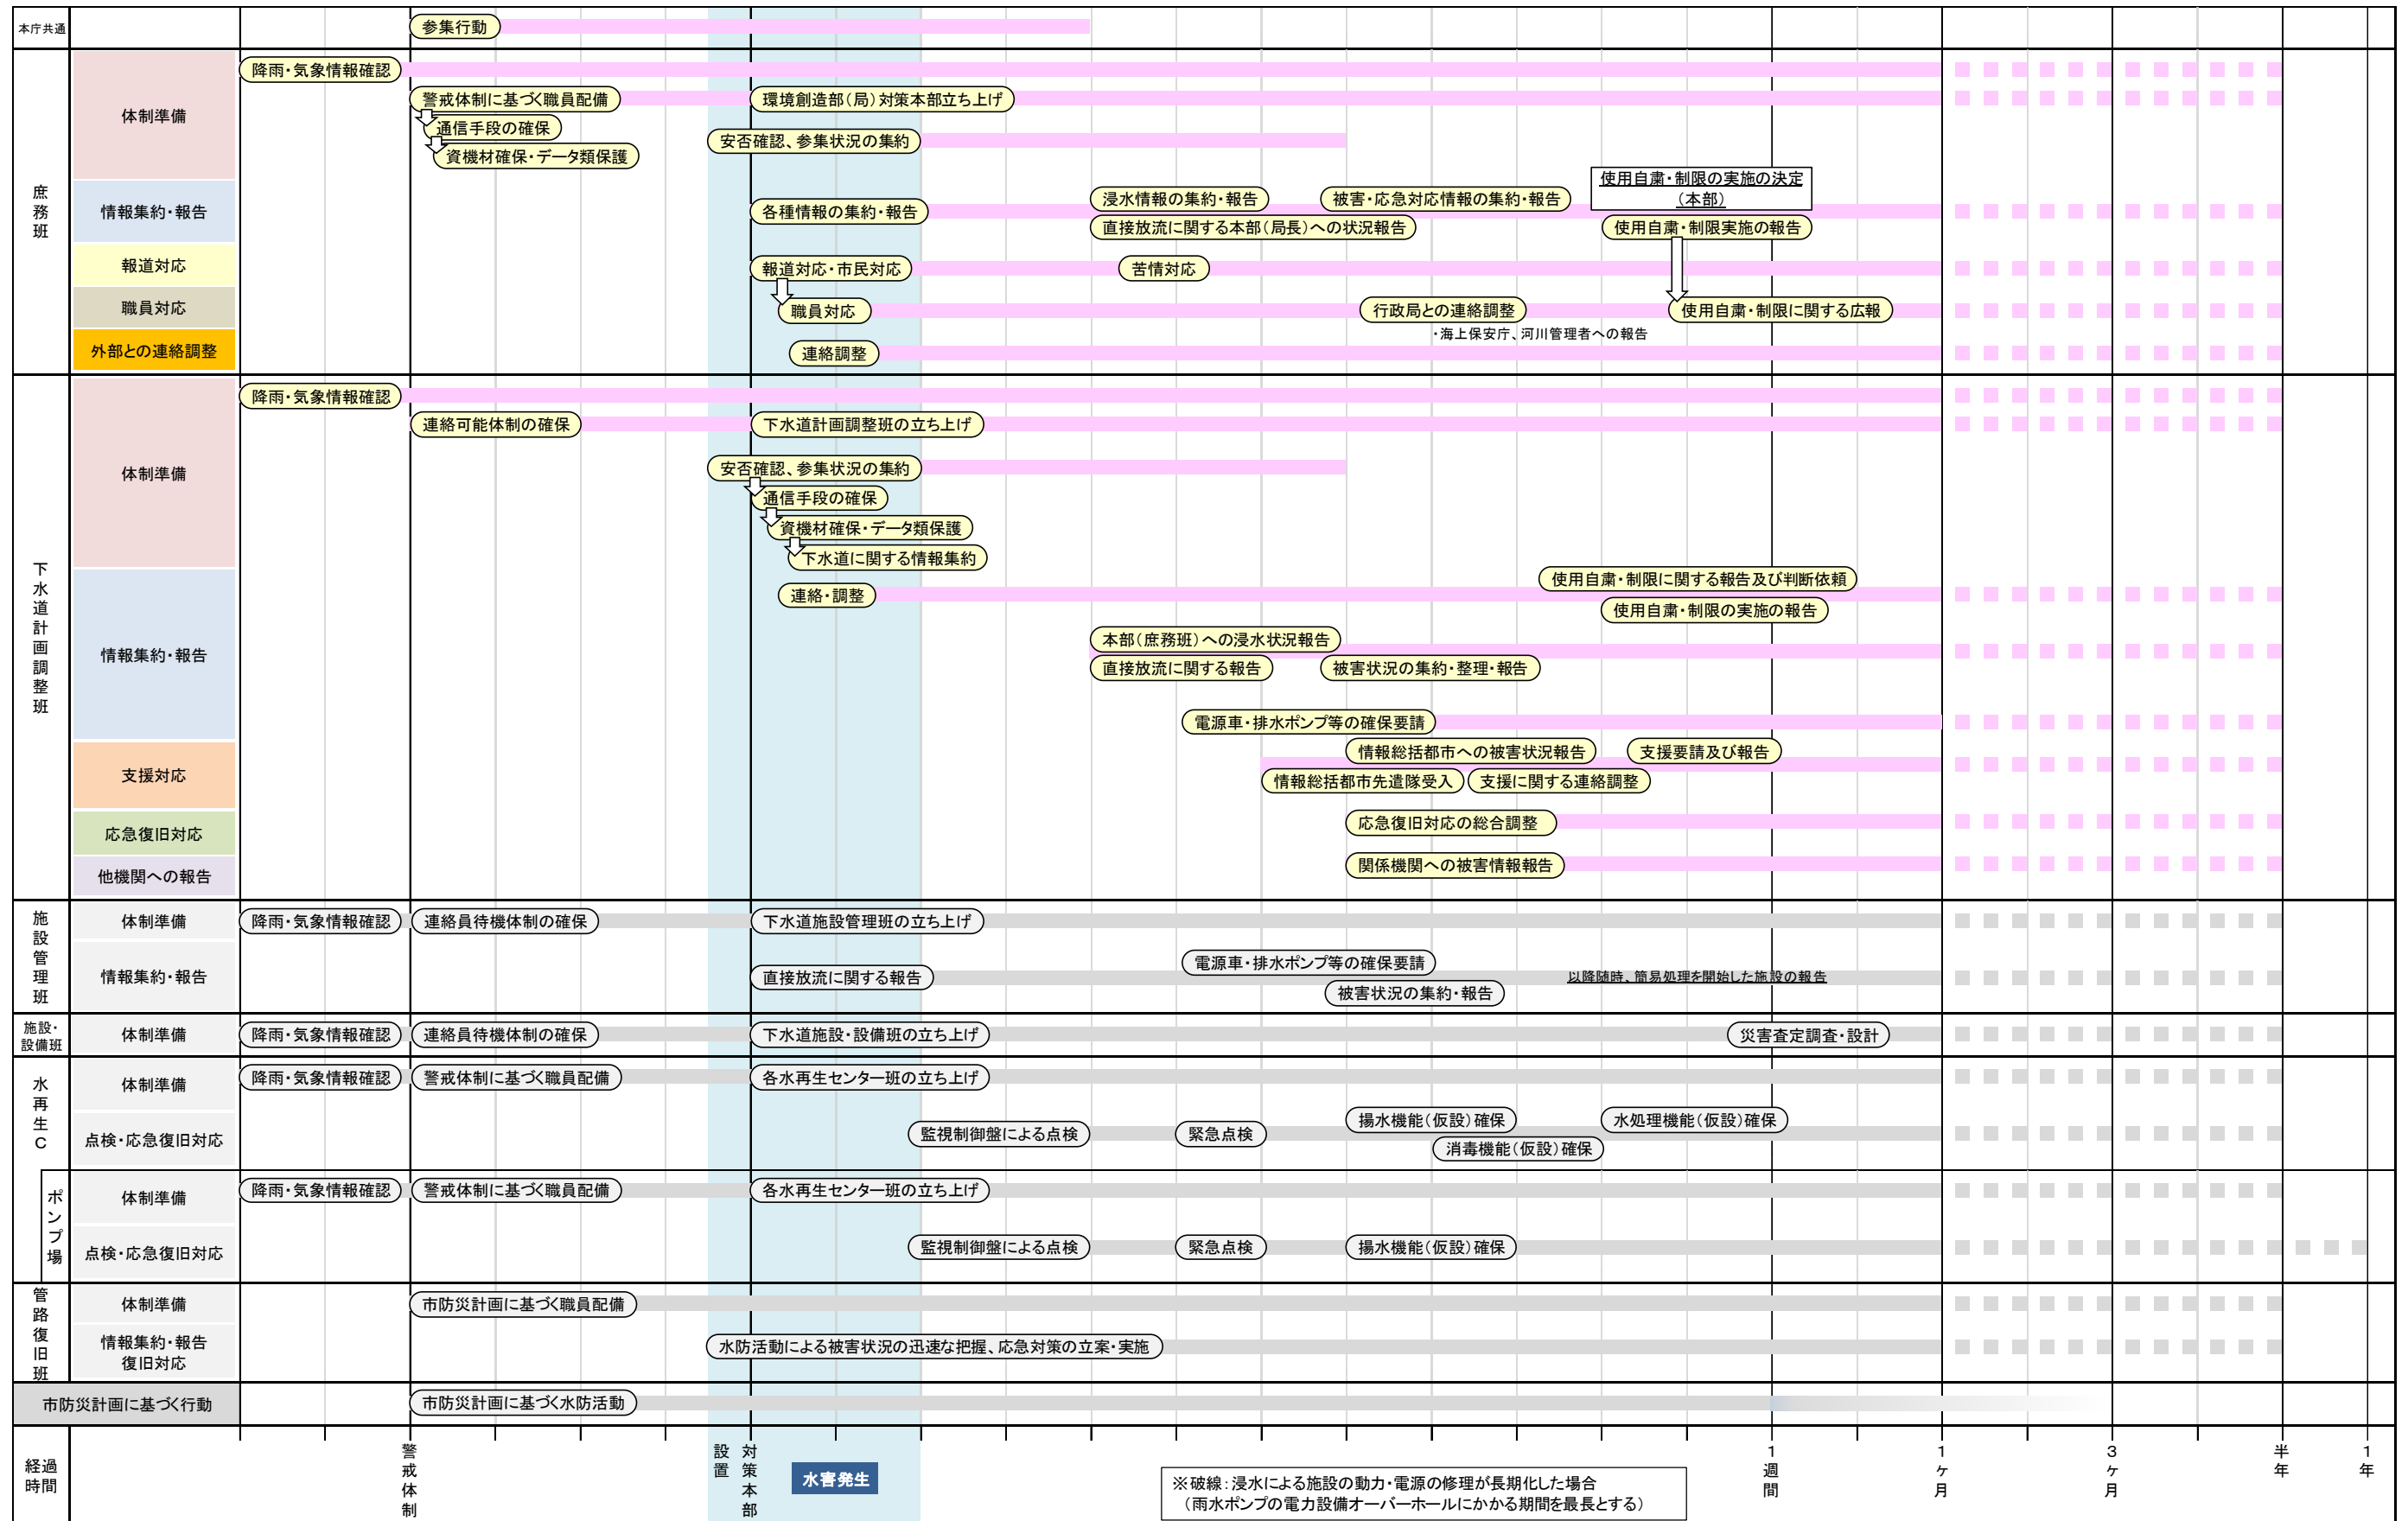 本庁共通
参集行動
庶務班
体制準備
降雨・気象情報確認
警戒体制に基づく職員配備
環境創造部（局）対策本部立ち上げ
通信手段の確保
安否確認、参集状況の集約
資機材確保・データ類保護
使用自粛・制限の実施の決定
（本部）
情報集約・報告
各種情報の集約・報告
浸水情報の集約・報告
被害・応急対応情報の集約・報告
直接放流に関する本部（局長）への状況報告
使用自粛・制限実施の報告
報道対応
報道対応・市民対応
苦情対応
職員対応
職員対応
行政局との連絡調整
使用自粛・制限に関する広報
・海上保安庁、河川管理者への報告
外部との連絡調整
連絡調整
下水道計画調整班
体制準備
降雨・気象情報確認
連絡可能体制の確保
下水道計画調整班の立ち上げ
安否確認、参集状況の集約
通信手段の確保
資機材確保・データ類保護
下水道に関する情報集約
情報集約・報告
連絡・調整
使用自粛・制限に関する報告及び判断依頼
使用自粛・制限の実施の報告
本部（庶務班）への浸水状況報告
直接放流に関する報告
被害状況の集約・整理・報告
電源車・排水ポンプ等の確保要請
支援対応
情報総括都市への被害状況報告
支援要請及び報告
情報総括都市先遣隊受入
支援に関する連絡調整
応急復旧対応
応急復旧対応の総合調整
他機関への報告
関係機関への被害情報報告
施設管理班
体制準備
降雨・気象情報確認
連絡員待機体制の確保
下水道施設管理班の立ち上げ
情報集約・報告
直接放流に関する報告
電源車・排水ポンプ等の確保要請
被害状況の集約・報告
以降随時、簡易処理を開始した施設の報告
施設・
設備班
体制準備
降雨・気象情報確認
連絡員待機体制の確保
下水道施設・設備班の立ち上げ
災害査定調査・設計
水再生C
体制準備
降雨・気象情報確認
警戒体制に基づく職員配備
各水再生センター班の立ち上げ
点検・応急復旧対応
監視制御盤による点検
緊急点検
揚水機能（仮設）確保
水処理機能（仮設）確保
消毒機能（仮設）確保
ポンプ場
体制準備
降雨・気象情報確認
警戒体制に基づく職員配備
各水再生センター班の立ち上げ
点検・応急復旧対応
監視制御盤による点検
緊急点検
揚水機能（仮設）確保
管路復旧班
体制準備
市防災計画に基づく職員配備
情報集約・報告
復旧対応
水防活動による被害状況の迅速な把握、応急対策の立案・実施
市防災計画に基づく行動
市防災計画に基づく水防活動
経過
時間
警戒体制
対策本部
設置
水害発生
※破線：浸水による施設の動力・電源の修理が長期化した場合
（雨水ポンプの電力設備オーバーホールにかかる期間を最長とする）
1週間
1ヶ月
3ヶ月
半年
1年